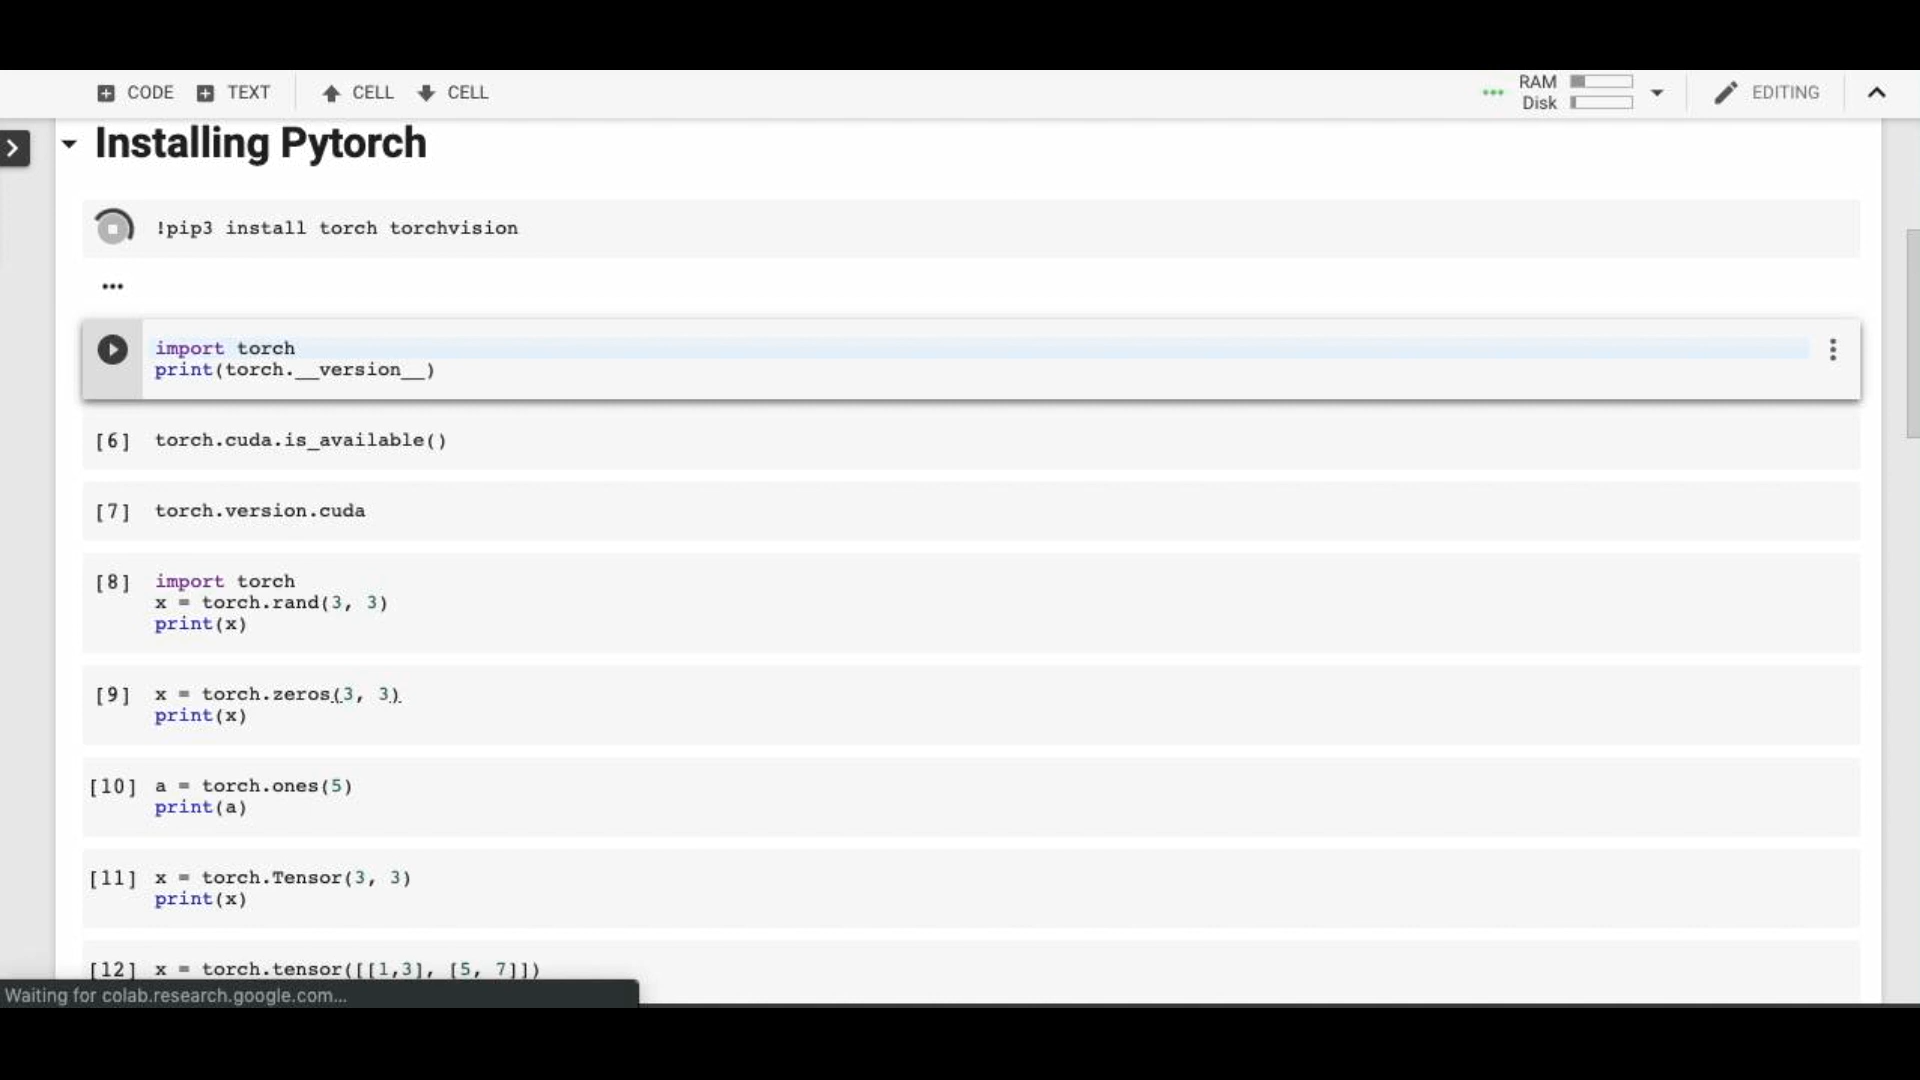 CODE TEXT CELL CELL RAM Disk EDITING
Installing Pytorch
!pip3 install torch torchvision
...
import torch
print(torch.__version__)
[6] torch.cuda.is_available()
[7] torch.version.cuda
[8] import torch
x = torch.rand(3, 3)
print(x)
[9] x = torch.zeros(3, 3)
print(x)
[10] a = torch.ones(5)
print(a)
[11] x = torch.Tensor(3, 3)
print(x)
[12] x = torch.tensor([[1,3], [5, 7]])
Waiting for colab.research.google.com...